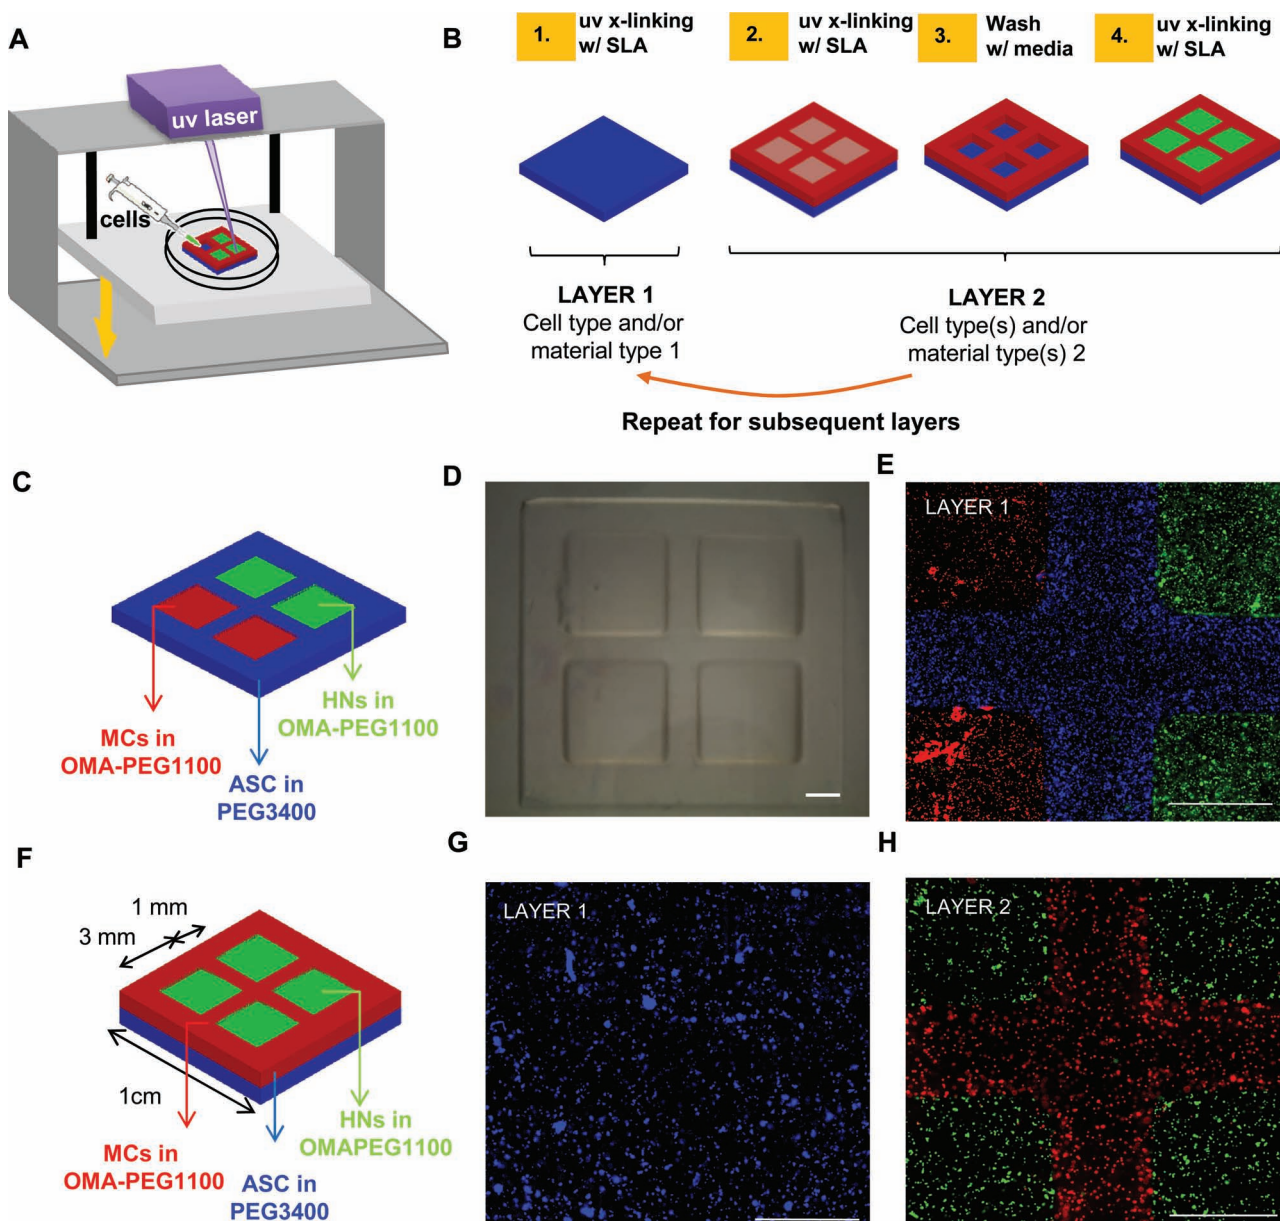 A
uv laser
cells
B
1.
uv x-linking
w/ SLA
2.
uv x-linking
w/ SLA
3.
Wash
w/ media
4.
uv x-linking
w/ SLA
LAYER 1
Cell type and/or
material type 1
LAYER 2
Cell type(s) and/or
material type(s) 2
Repeat for subsequent layers
C
HNs in
OMA-PEG1100
MCs in
OMA-PEG1100
ASC in
PEG3400
D
E
LAYER 1
F
1 mm
3 mm
1cm
HNs in
OMAPEG1100
MCs in
OMA-PEG1100
ASC in
PEG3400
G
LAYER 1
H
LAYER 2